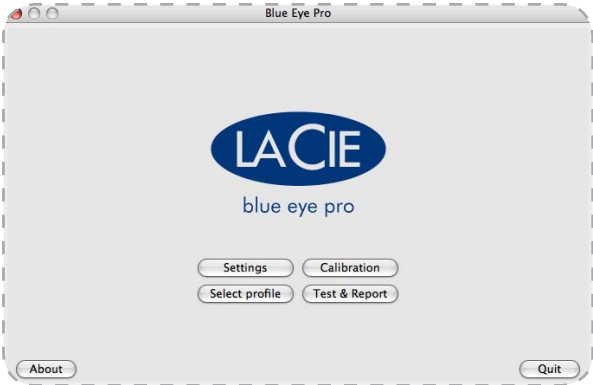 Blue Eye Pro
LACIE
blue eye pro
Settings Calibration
Select profile Test & Report
About Quit